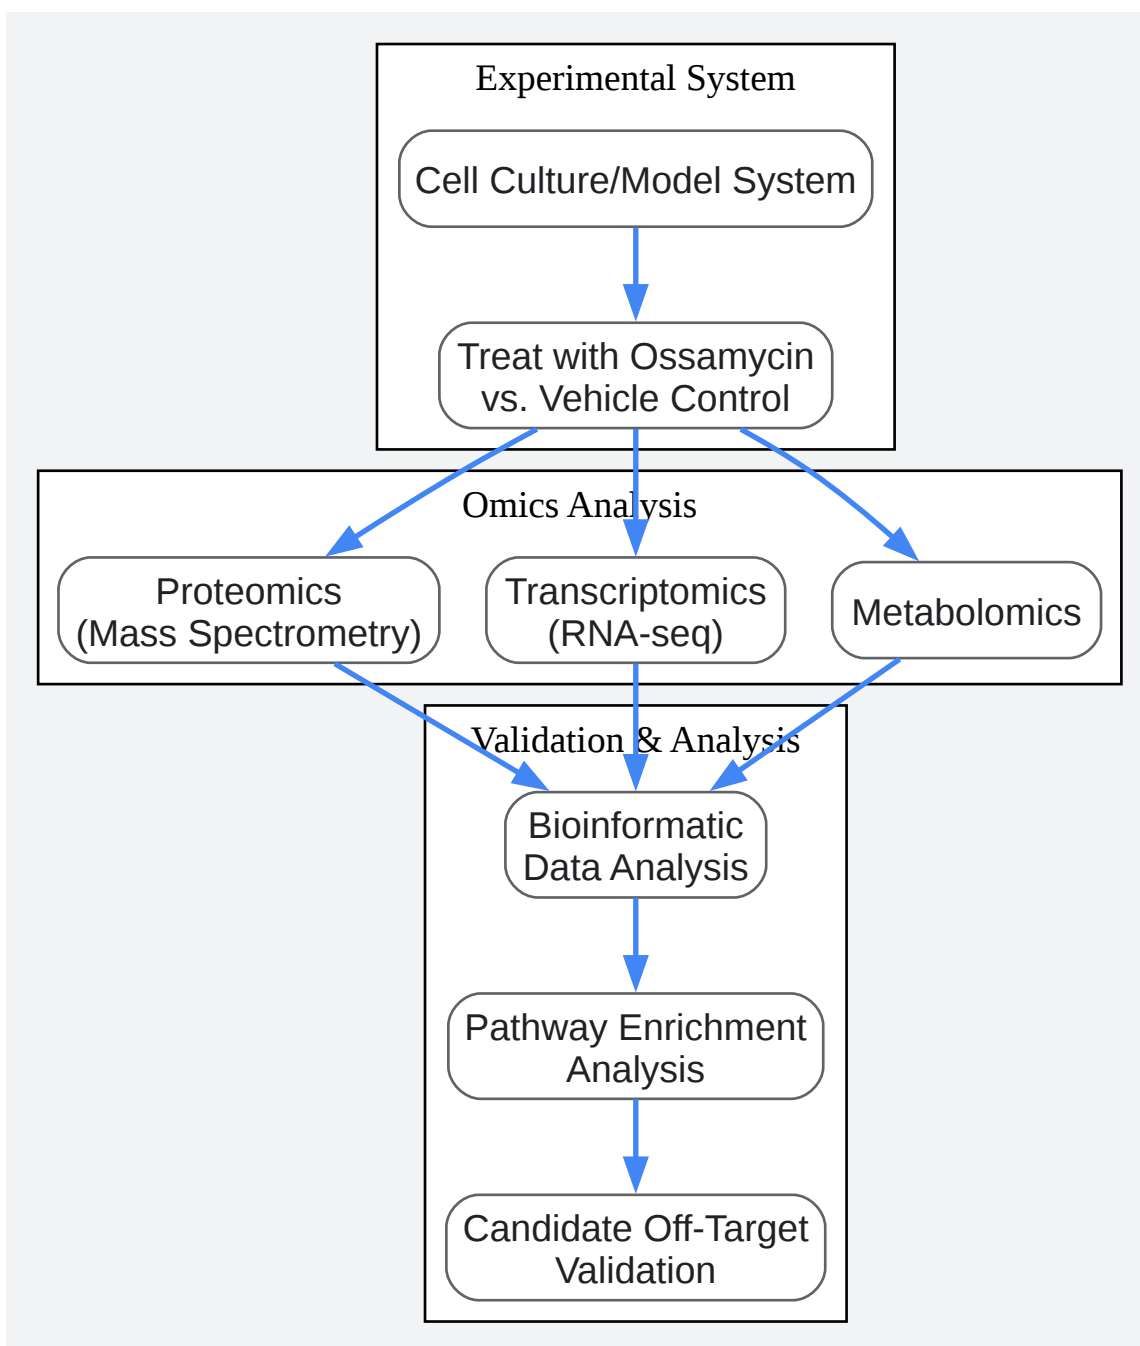 Experimental System
Cell Culture/Model System
Treat with Ossamycin
vs. Vehicle Control
Omics Analysis
Proteomics
(Mass Spectrometry)
Transcriptomics
(RNA-seq)
Metabolomics
Validation & Analysis
Bioinformatic
Data Analysis
Pathway Enrichment
Analysis
Candidate Off-Target
Validation